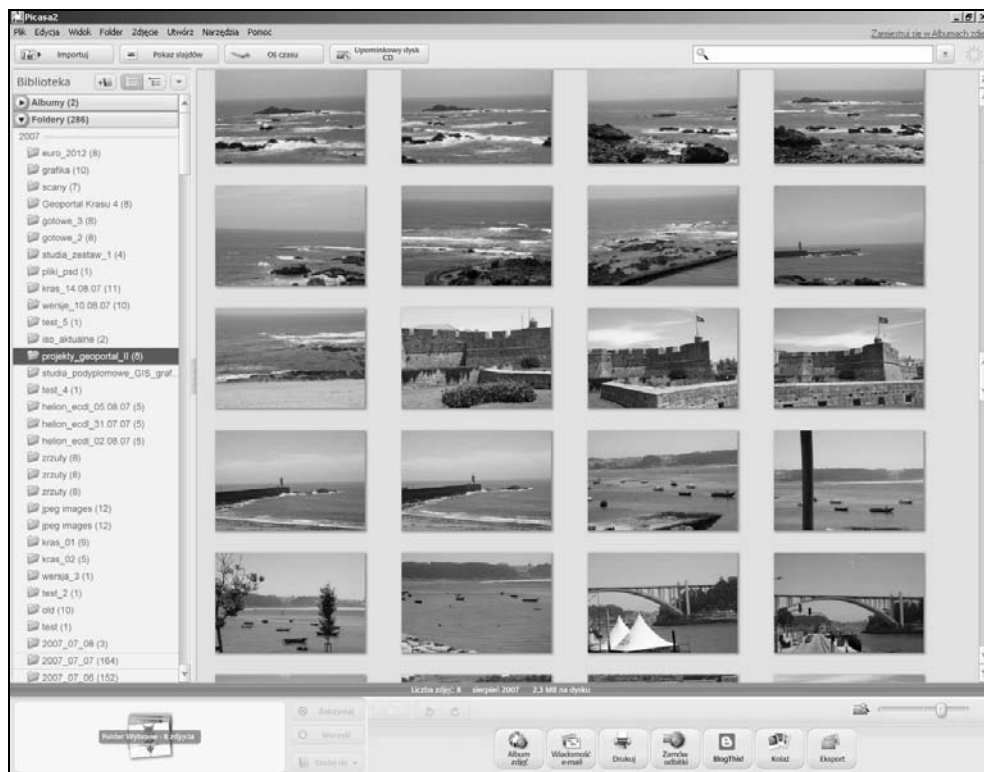 Picasa2
Plik Edycja Widok Folder Zdjęcie Utwórz Narzędzia Pomoc
Zarejestruj się w Albumach
Importuj Pokaz slajdów Oś czasu Upominkowy dysk CD
Biblioteka
Albumy (2)
Foldery (286)
2007
euro_2012 (8)
grafika (10)
scany (7)
Geoportal Krasu 4 (8)
gotowe_3 (8)
gotowe_2 (8)
studia_zestaw_1 (4)
pliki_psd (1)
kras_14.08.07 (11)
wersje_10.08.07 (10)
test_5 (1)
iso_aktualne (2)
projekty_geoportal_II (8)
studia_podyplomowe_GIS_graf...
test_4 (1)
helion_ecdl_05.08.07 (5)
helion_ecdl_31.07.07 (5)
helion_ecdl_02.08.07 (5)
zrzuty (8)
zrzuty (8)
zrzuty (8)
jpeg images (12)
jpeg images (12)
kras_01 (9)
kras_02 (5)
wersja_3 (1)
test_2 (1)
old (10)
test (1)
2007_07_08 (3)
2007_07_07 (164)
2007_07_06 (152)
Liczba zdjęć: 8 sierpień 2007 2,3 MB na dysku
Folder Wybrane - 8 zdjęcia
Zatrzymaj
Wyczyść
Dodaj do
Album zdjęć
Wiadomość e-mail
Drukuj
Zamów odbitki
BlogThis!
Kolaż
Eksport